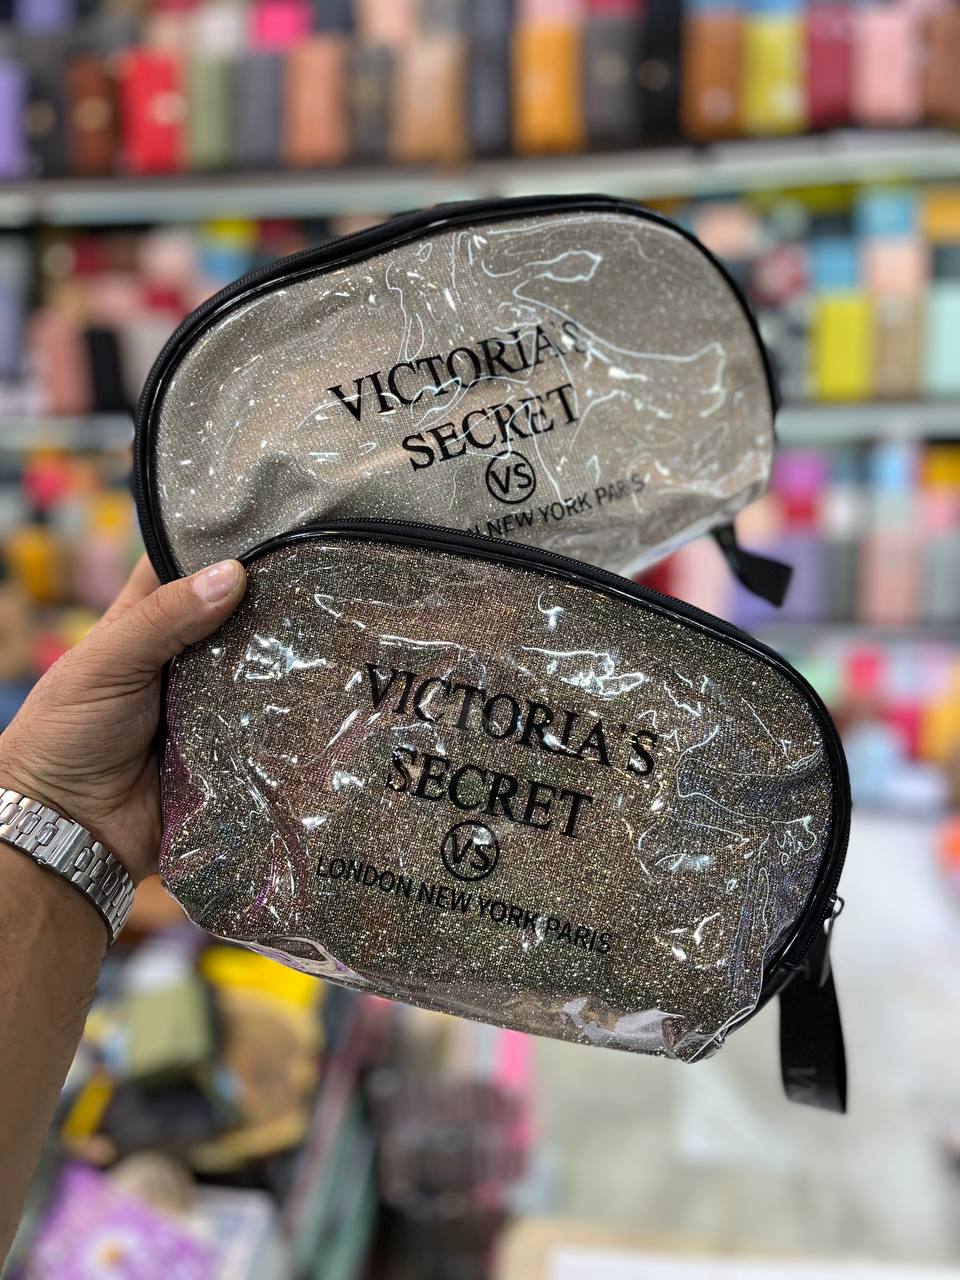 VICTORIA'S
SECRET
VS
NEW YORK PARIS
VICTORIA'S
SECRET
VS
LONDON NEW YORK PARIS